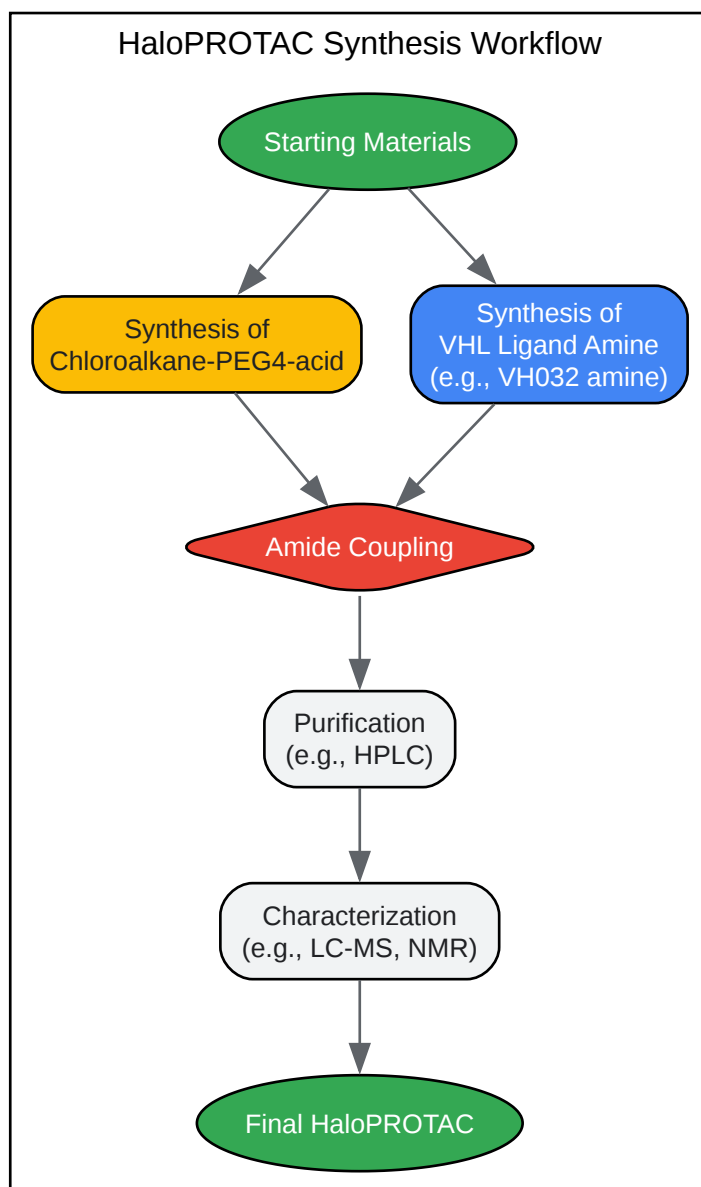 HaloPROTAC Synthesis Workflow
Starting Materials
Synthesis of
Chloroalkane-PEG4-acid
Synthesis of
VHL Ligand Amine
(e.g., VH032 amine)
Amide Coupling
Purification
(e.g., HPLC)
Characterization
(e.g., LC-MS, NMR)
Final HaloPROTAC